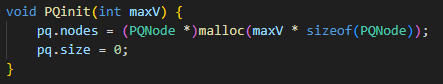 void PQinit(int maxV) {
    pq.nodes = (PQNode *)malloc(maxV * sizeof(PQNode));
    pq.size = 0;
}